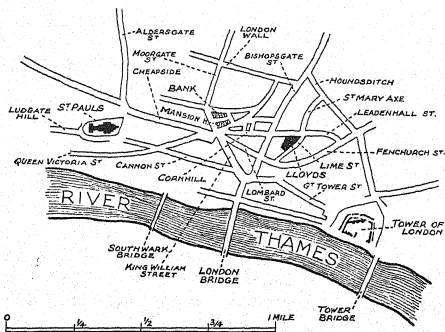 ALDERSGATE
ST
MOORGATE
ST
CHEAPSIDE
BANK
MANSION HO.
LONDON
WALL
BISHOPSGATE
ST
HOUNDSDITCH
ST MARY AXE
LEADENHALL ST.
LUDGATE
HILL
ST PAULS
FENCHURCH ST.
QUEEN VICTORIA ST
CANNON ST
CORNHILL
LOMBARD
ST.
LLOYDS
LIME ST
GT TOWER ST
TOWER OF
LONDON
RIVER
THAMES
SOUTHWARK
BRIDGE
KING WILLIAM
STREET
LONDON
BRIDGE
TOWER
BRIDGE
0 1/4 1/2 3/4 1 MILE